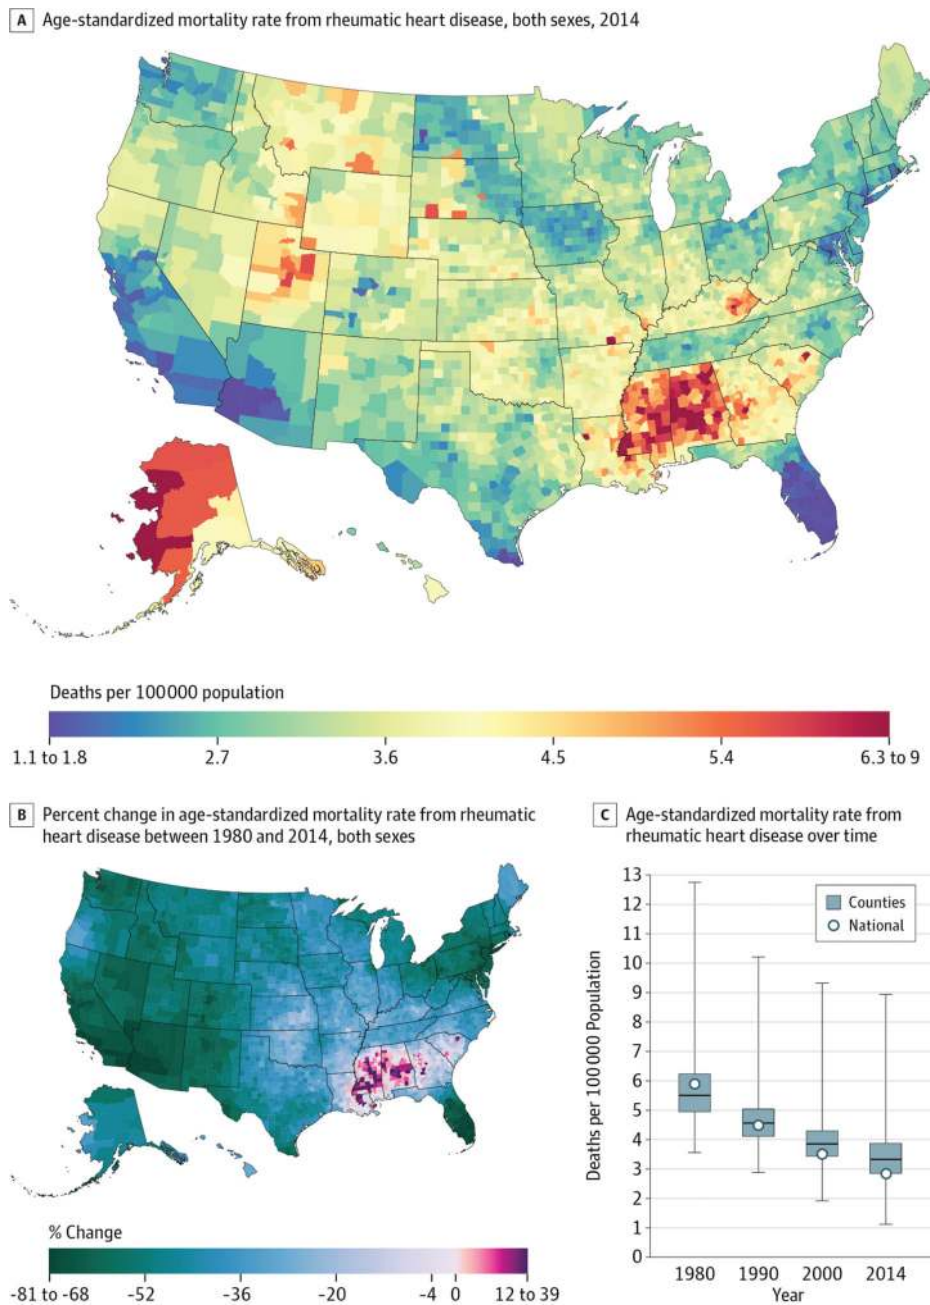 A Age-standardized mortality rate from rheumatic heart disease, both sexes, 2014
Deaths per 100 000 population
1.1 to 1.8 2.7 3.6 4.5 5.4 6.3 to 9
B Percent change in age-standardized mortality rate from rheumatic
heart disease between 1980 and 2014, both sexes
% Change
-81 to -68 -52 -36 -20 -4 0 12 to 39
C Age-standardized mortality rate from
rheumatic heart disease over time
Deaths per 100 000 Population
13
12
11
10
9
8
7
6
5
4
3
2
1
0
Counties
National
1980 1990 2000 2014
Year